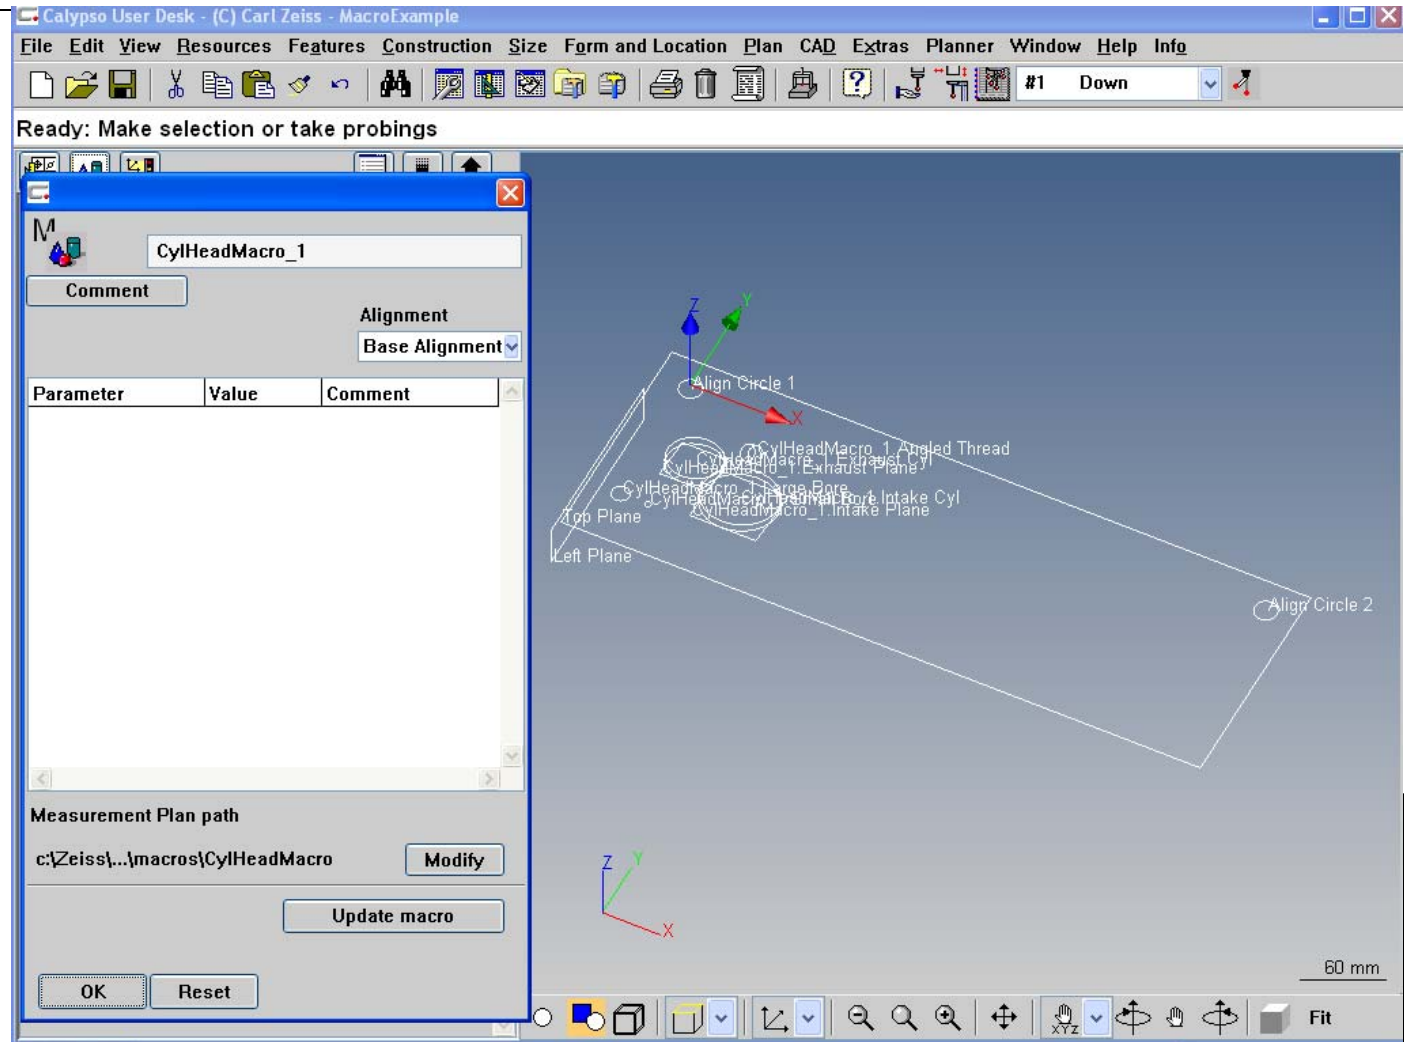 Calypso User Desk - (C) Carl Zeiss - MacroExample
File Edit View Resources Features Construction Size Form and Location Plan CAD Extras Planner Window Help Info
#1 Down
Ready: Make selection or take probings
M
CylHeadMacro_1
Comment
Alignment
Base Alignment
Parameter Value Comment
Measurement Plan path
c:\Zeiss\...\macros\CylHeadMacro Modify
Update macro
OK Reset
Z Y
Align Circle 1
X
CylHeadMacro_1.Angled Thread
CylHeadMacro_1.Exhaust Cyl
CylHeadMacro_1.Exhaust Plane
CylHeadMacro_1.Large Bore
Intake Cyl
CylHeadMacro_1.Intake Plane
Top Plane
Left Plane
Align Circle 2
Z Y
X
60 mm
XYZ
Fit